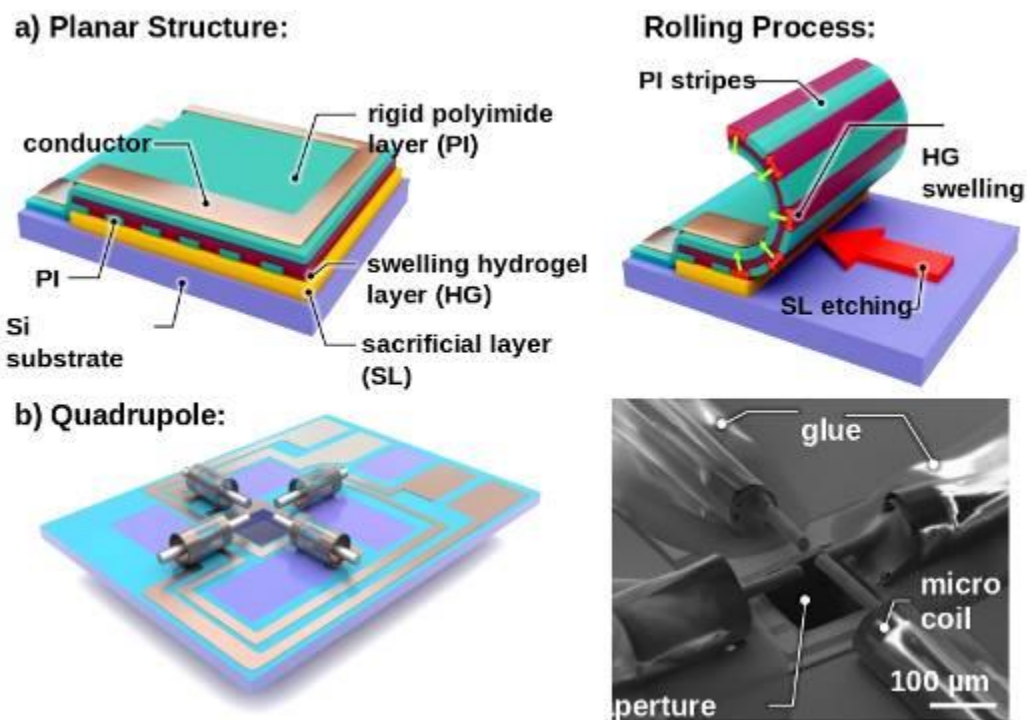 a) Planar Structure:
Rolling Process:
conductor
rigid polyimide
layer (PI)
PI
Si
substrate
swelling hydrogel
layer (HG)
sacrificial layer
(SL)
PI stripes
HG
swelling
SL etching
b) Quadrupole:
glue
micro
coil
100 µm
perture